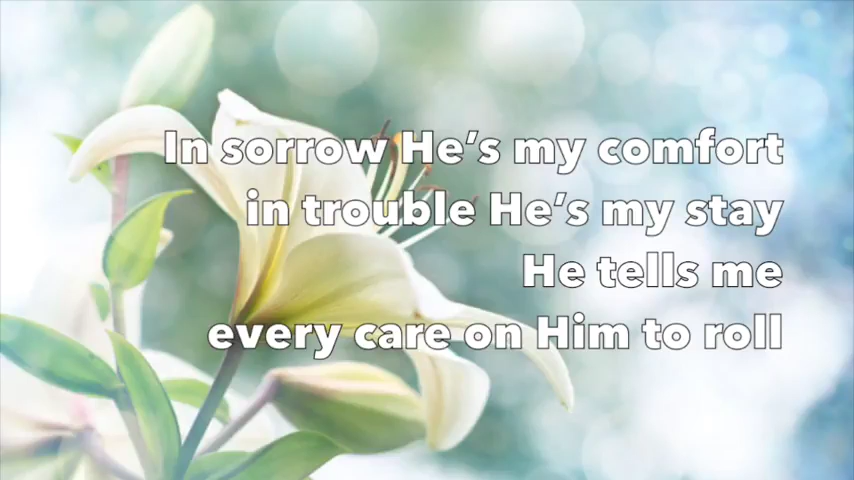 In sorrow He's my comfort
in trouble He's my stay
He tells me
every care on Him to roll